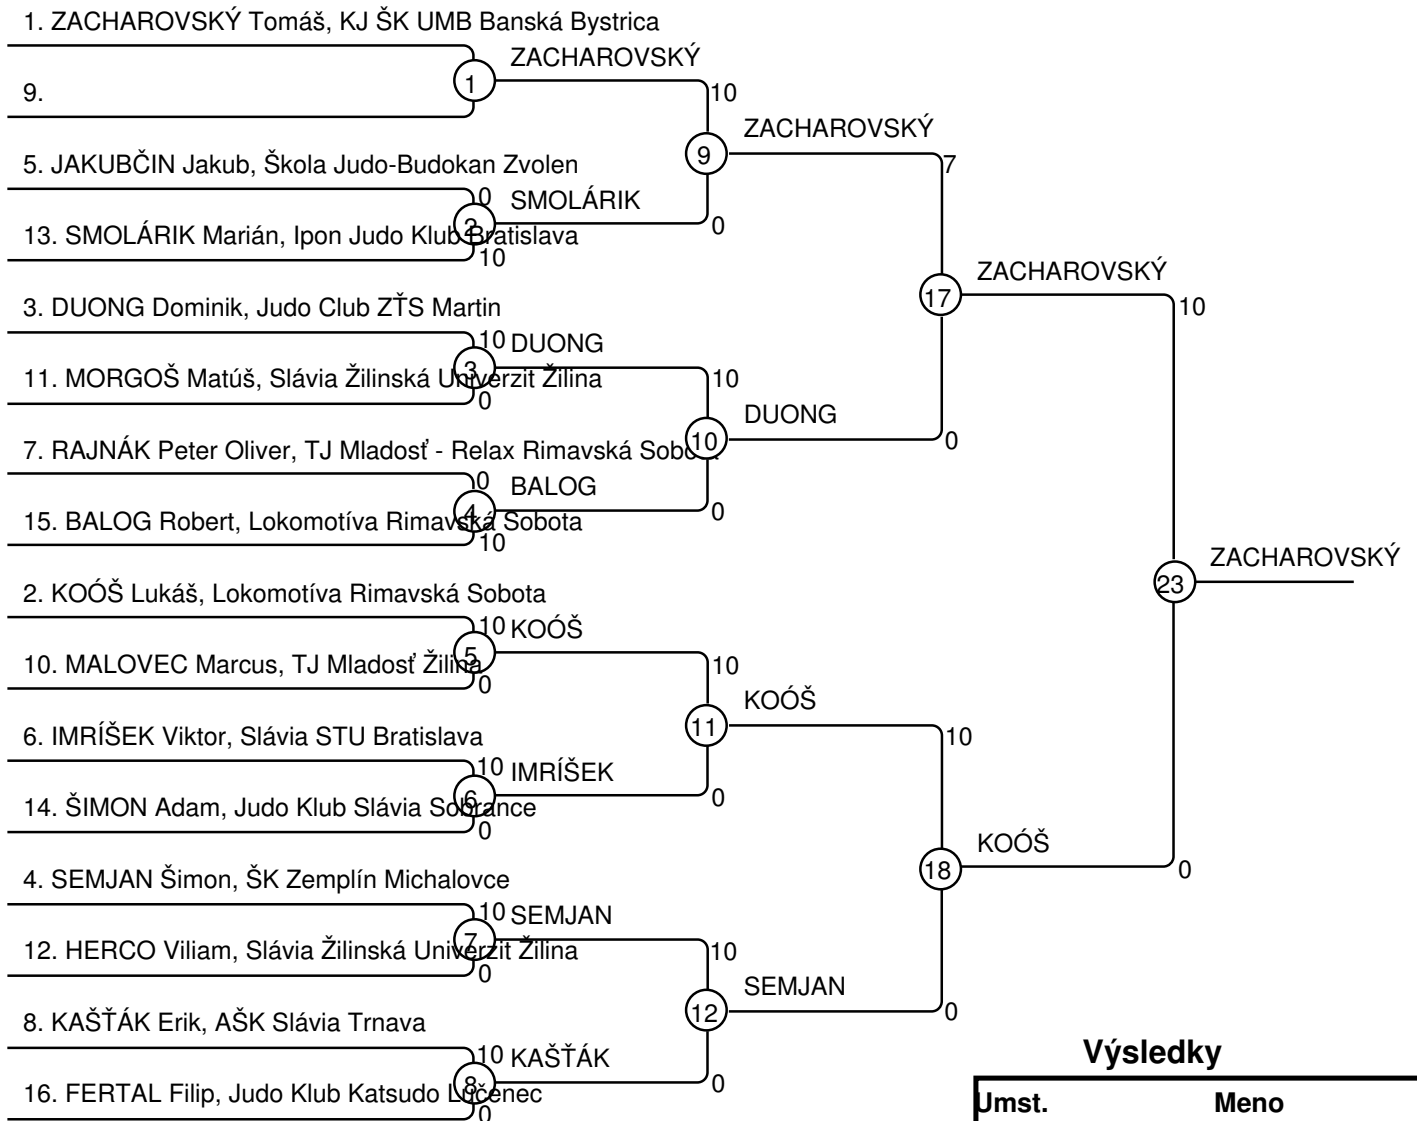 1. ZACHAROVSKÝ Tomáš, KJ ŠK UMB Banská Bystrica
ZACHAROVSKÝ
1
9.
10
ZACHAROVSKÝ
9
5. JAKUBČIN Jakub, Škola Judo-Budokan Zvolen
7
0
SMOLÁRIK
2
0
13. SMOLÁRIK Marián, Ipon Judo Klub Bratislava
10
ZACHAROVSKÝ
17
10
3. DUONG Dominik, Judo Club ZŤS Martin
10
DUONG
3
11. MORGOŠ Matúš, Slávia Žilinská Univerzit Žilina
10
0
DUONG
10
0
7. RAJNÁK Peter Oliver, TJ Mladosť - Relax Rimavská Sobota
0
BALOG
4
0
15. BALOG Robert, Lokomotíva Rimavská Sobota
10
ZACHAROVSKÝ
23
2. KOÓŠ Lukáš, Lokomotíva Rimavská Sobota
10
KOÓŠ
5
10. MALOVEC Marcus, TJ Mladosť Žilina
10
0
KOÓŠ
11
10
6. IMRÍŠEK Viktor, Slávia STU Bratislava
10
IMRÍŠEK
6
0
14. ŠIMON Adam, Judo Klub Slávia Sobrance
0
KOÓŠ
18
0
4. SEMJAN Šimon, ŠK Zemplín Michalovce
10
SEMJAN
7
12. HERCO Viliam, Slávia Žilinská Univerzit Žilina
10
0
SEMJAN
12
0
8. KAŠŤÁK Erik, AŠK Slávia Trnava
10
KAŠŤÁK
8
0
16. FERTAL Filip, Judo Klub Katsudo Lučenec
0
Výsledky
Umst. Meno